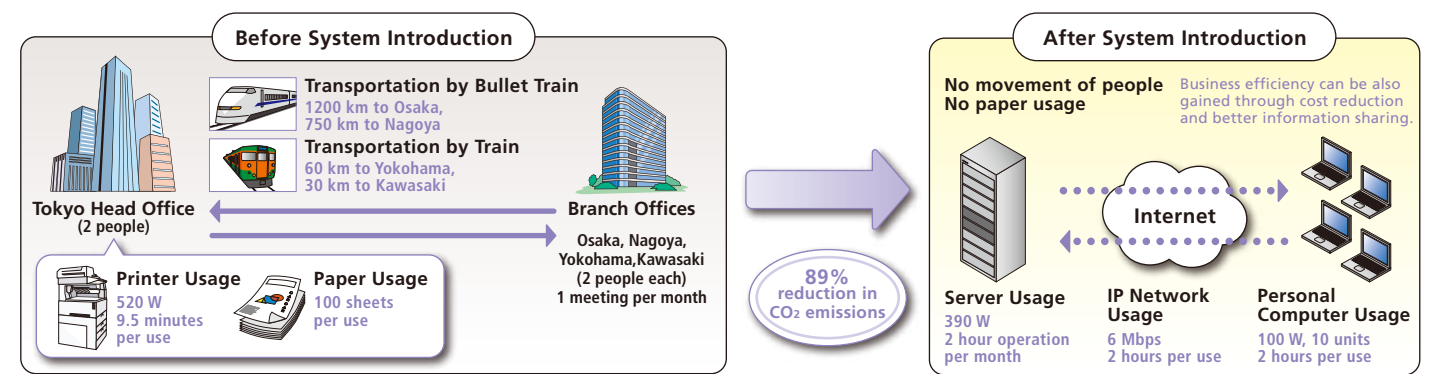 Before System Introduction
Transportation by Bullet Train
1200 km to Osaka,
750 km to Nagoya
Transportation by Train
60 km to Yokohama,
30 km to Kawasaki
Tokyo Head Office
(2 people)
Branch Offices
Osaka, Nagoya,
Yokohama,Kawasaki
(2 people each)
1 meeting per month
Printer Usage
520 W
9.5 minutes
per use
Paper Usage
100 sheets
per use
89%
reduction in
CO2 emissions
After System Introduction
No movement of people
No paper usage
Business efficiency can be also
gained through cost reduction
and better information sharing.
Internet
Server Usage
390 W
2 hour operation
per month
IP Network
Usage
6 Mbps
2 hours per use
Personal
Computer Usage
100 W, 10 units
2 hours per use